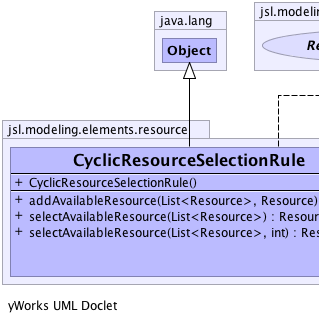 java.lang
jsl.modeli
Object
Re
jsl.modeling.elements.resource
CyclicResourceSelectionRule
+ CyclicResourceSelectionRule()
+ addAvailableResource(List<Resource>, Resource)
+ selectAvailableResource(List<Resource>) : Resour
+ selectAvailableResource(List<Resource>, int) : Res
yWorks UML Doclet